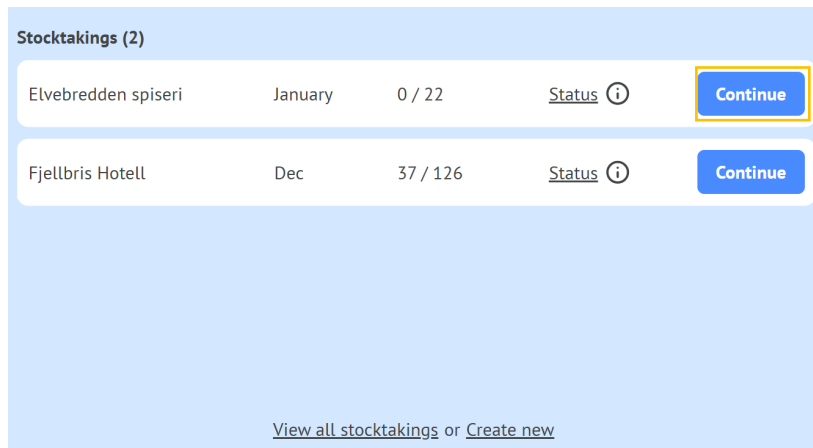 Stocktakings (2)
Elvebredden spiseri January 0 / 22 Status Continue
Fjellbris Hotell Dec 37 / 126 Status Continue
View all stocktakings or Create new